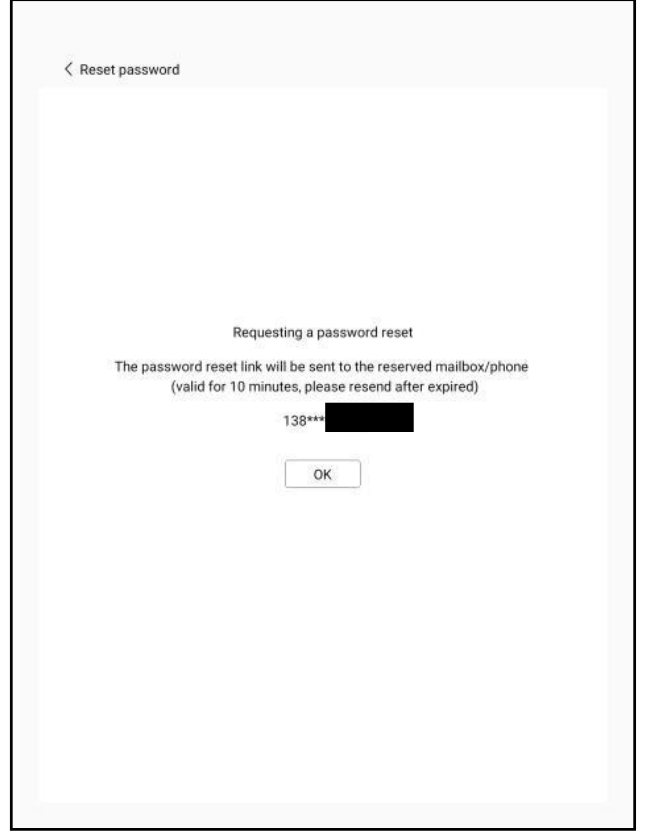 Reset password
Requesting a password reset
The password reset link will be sent to the reserved mailbox/phone
(valid for 10 minutes, please resend after expired)
138***
OK